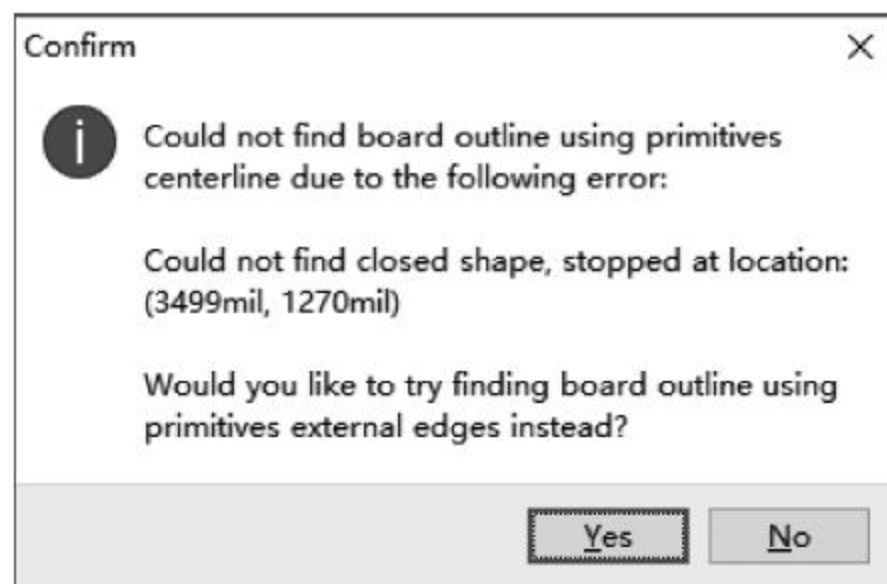 Confirm
Could not find board outline using primitives
centerline due to the following error:
Could not find closed shape, stopped at location:
(3499mil, 1270mil)
Would you like to try finding board outline using
primitives external edges instead?
Yes
No